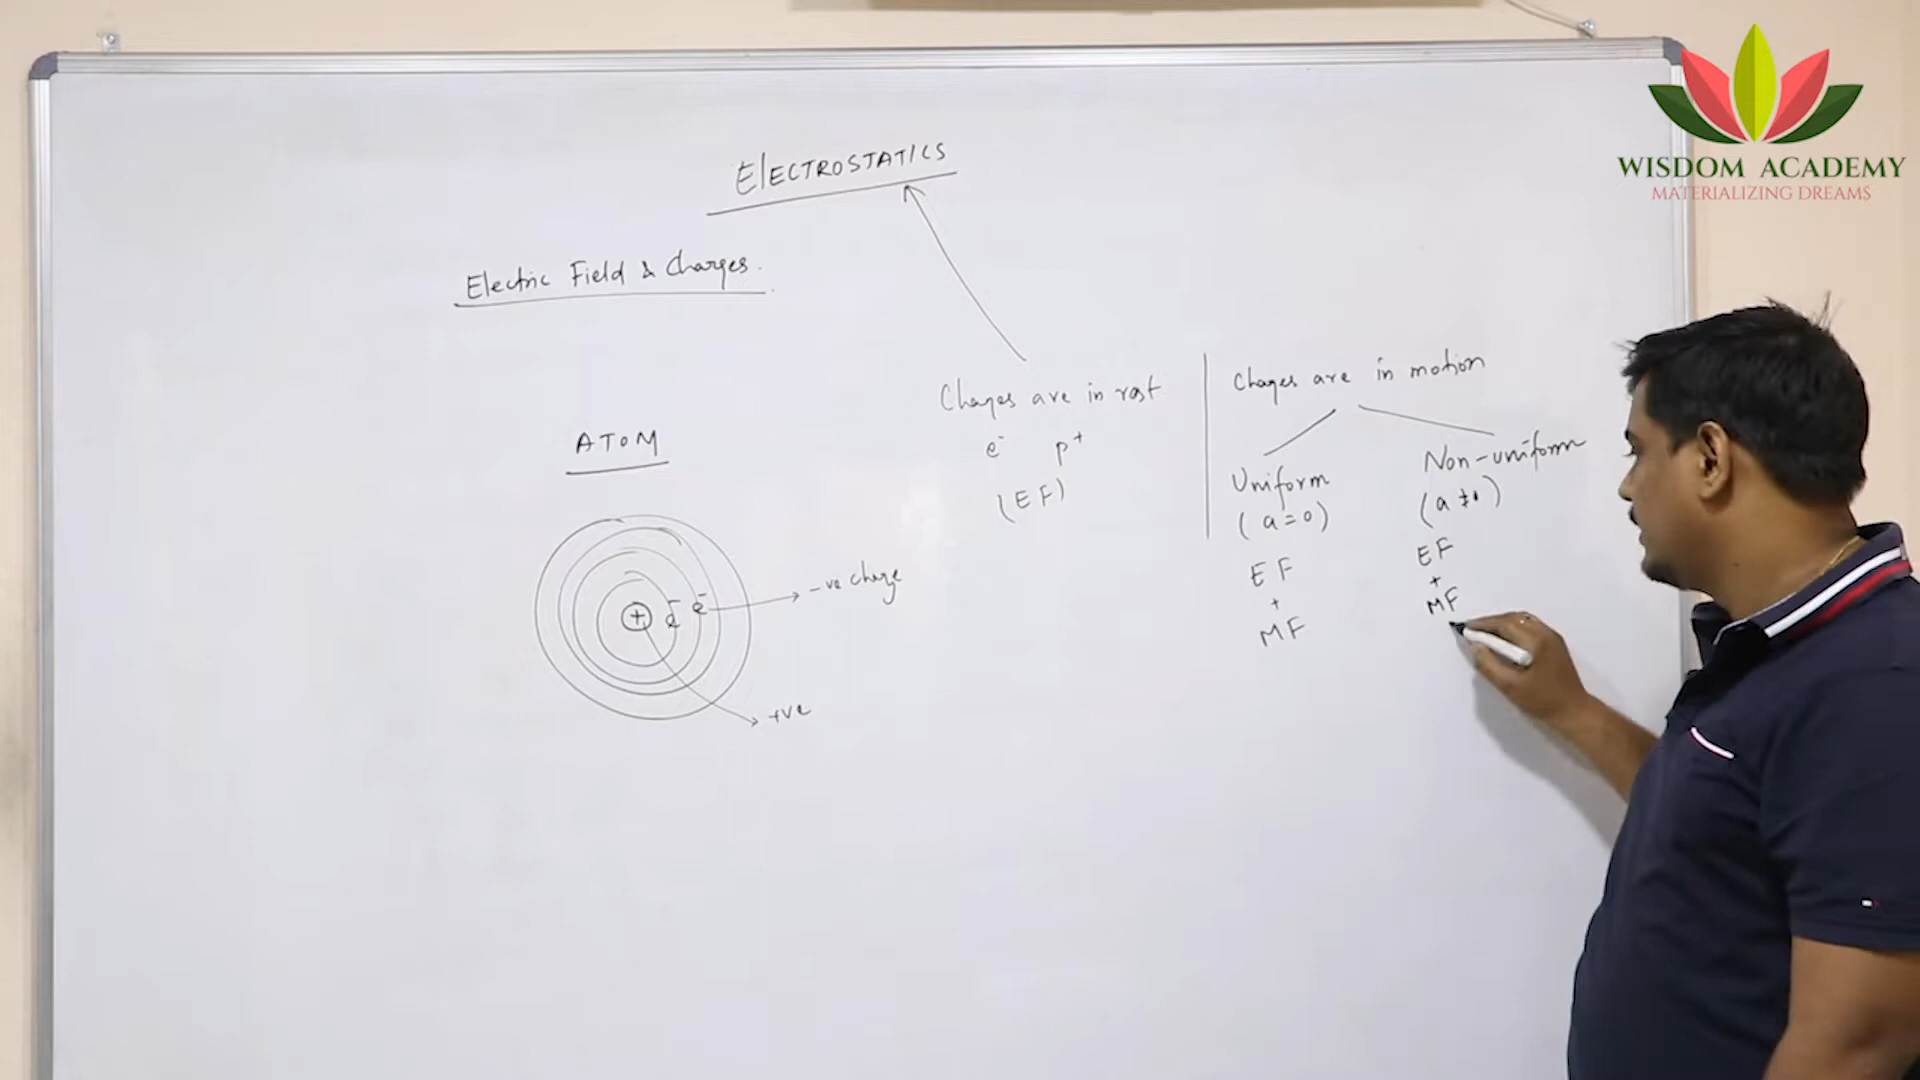 WISDOM ACADEMY
MATERIALIZING DREAMS
ElECTROSTATICS
Electric Field & Charges.
Charges are in rest
e⁻ p⁺
(EF)
Charges are in motion
Uniform
(a=0)
EF
+
MF
Non-uniform
(a≠0)
EF
+
MF
ATOM
+ e⁻ e⁻
-ve charge
+ve